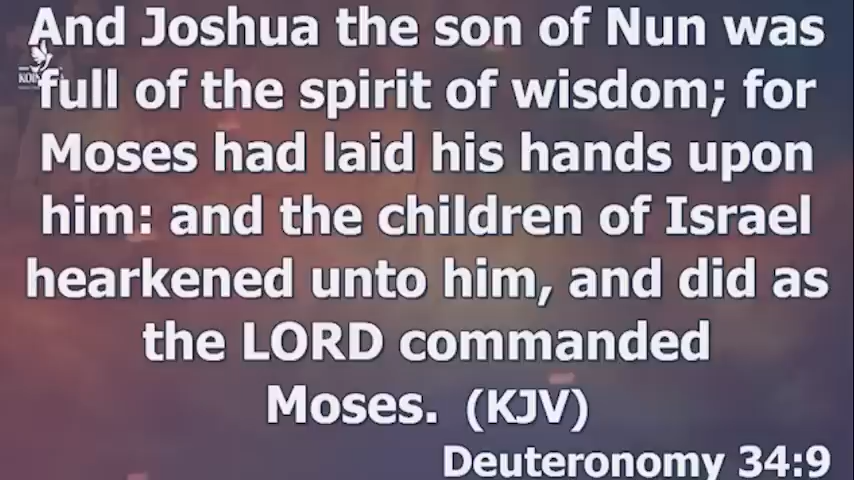 And Joshua the son of Nun was
full of the spirit of wisdom; for
Moses had laid his hands upon
him: and the children of Israel
hearkened unto him, and did as
the LORD commanded
Moses. (KJV)
Deuteronomy 34:9